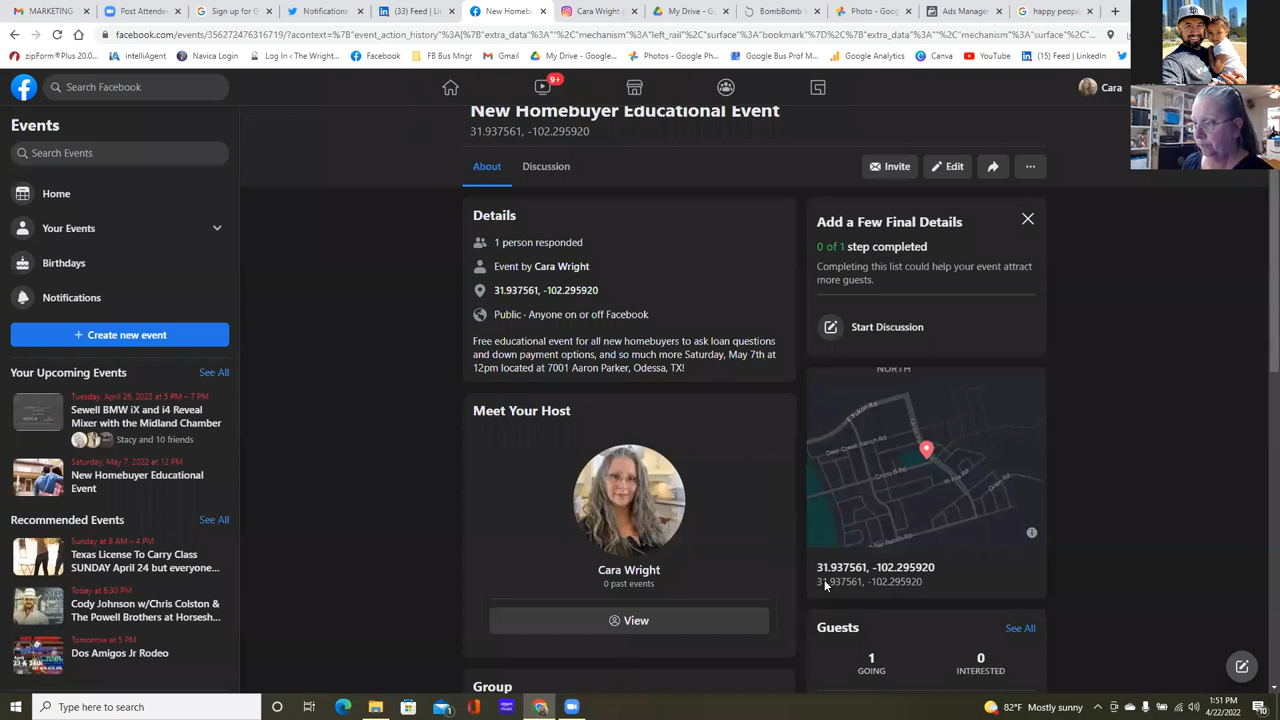 MARKETING
Post Attende
Sign up for G
Notifications
(33) Feed | Li
New Homeb
Cara Wright (
My Drive - G
BombBomb
Photo - Goog
Ads Manager
happy people
facebook.com/events/356272476316719/?acontext=%7B"event_action_history"%3A[%7B"extra_data"%3A""%2C"mechanism"%3A"left_rail"%2C"surface"%3A"bookmark"%7D%2C%7B"extra_data"%3A""%2C"mechanism"%3A"surface"%2C"
zipForm®Plus 20.0...
intelliAgent
Navica Login
Log In ‹ The Wright...
Facebook
FB Bus Mngr
Gmail
My Drive - Google...
Photos - Google Ph...
Google Bus Prof M...
Google Analytics
Canva
YouTube
(15) Feed | LinkedIn
Search Facebook
9+
Cara
Events
Search Events
Home
Your Events
Birthdays
Notifications
+ Create new event
Your Upcoming Events
See All
Tuesday, April 26, 2022 at 5 PM – 7 PM
Sewell BMW iX and i4 Reveal
Mixer with the Midland Chamber
Stacy and 10 friends
Saturday, May 7, 2022 at 12 PM
New Homebuyer Educational
Event
Recommended Events
See All
Sunday at 8 AM – 4 PM
Texas License To Carry Class
SUNDAY April 24 but everyone...
Today at 6:30 PM
Cody Johnson w/Chris Colston &
The Powell Brothers at Horsesh...
Tomorrow at 5 PM
Dos Amigos Jr Rodeo
New Homebuyer Educational Event
31.937561, -102.295920
About
Discussion
Invite
Edit
Details
1 person responded
Event by Cara Wright
31.937561, -102.295920
Public · Anyone on or off Facebook
Free educational event for all new homebuyers to ask loan questions
and down payment options, and so much more Saturday, May 7th at
12pm located at 7001 Aaron Parker, Odessa, TX!
Meet Your Host
Cara Wright
0 past events
View
Group
Add a Few Final Details
0 of 1 step completed
Completing this list could help your event attract
more guests.
Start Discussion
NORTH
E Yukon Rd
Deer Creek Ranch Rd
Cross B Rd
Orion Rd
31.937561, -102.295920
31.937561, -102.295920
Guests
See All
1
GOING
0
INTERESTED
Type here to search
82°F Mostly sunny
1:51 PM
4/22/2022
10